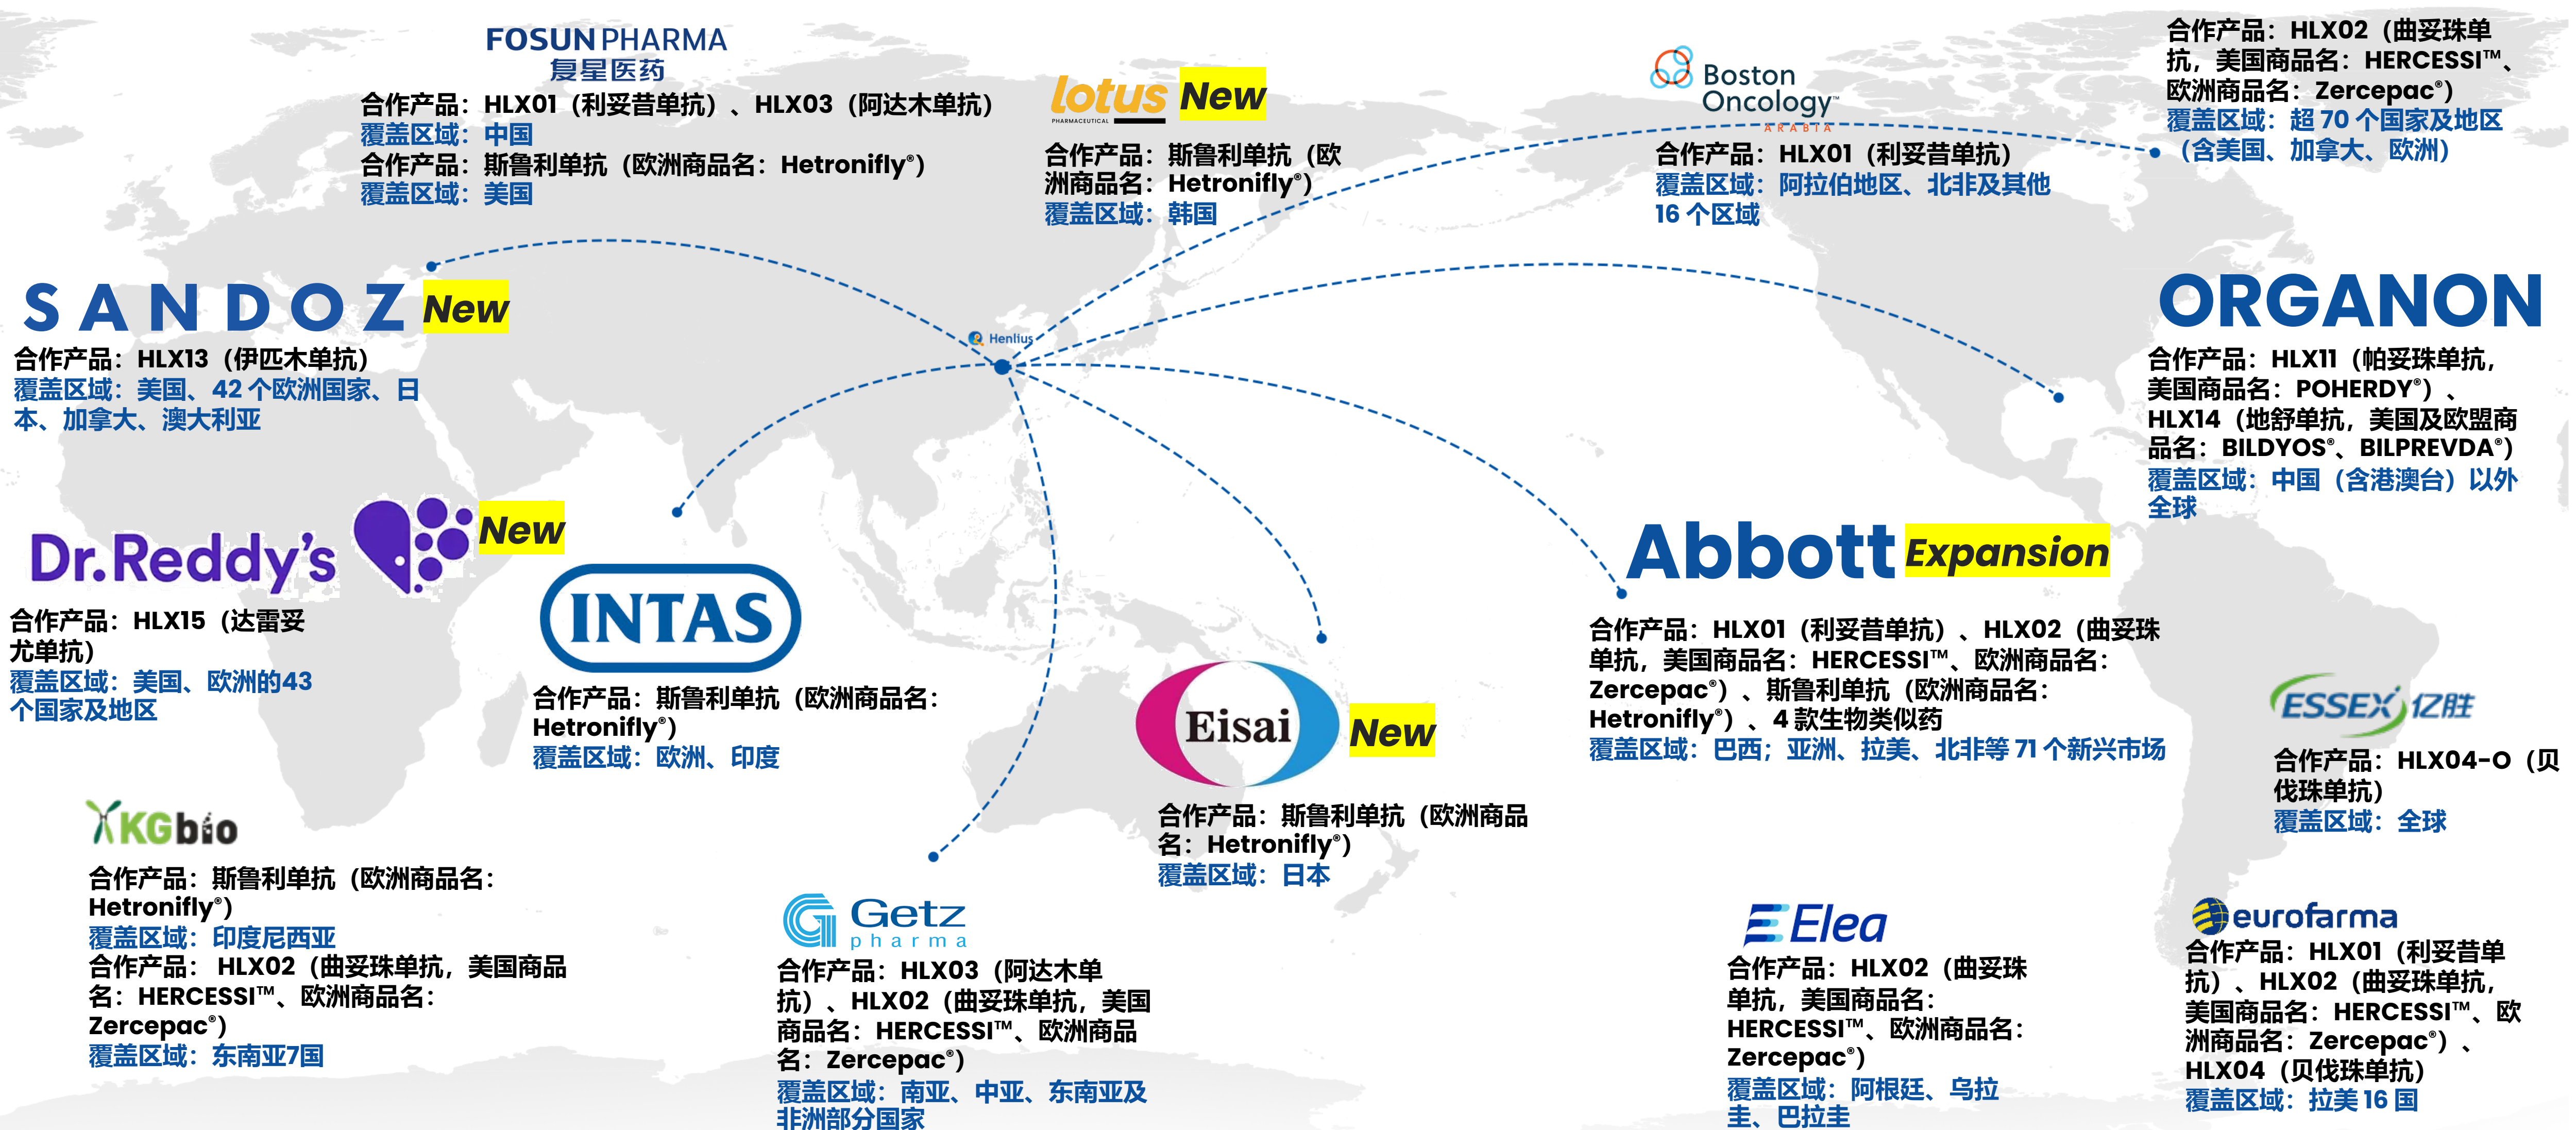 FOSUN PHARMA
复星医药
合作产品：HLX01（利妥昔单抗）、HLX03（阿达木单抗）
覆盖区域：中国
合作产品：斯鲁利单抗（欧洲商品名：Hetronifly®）
覆盖区域：美国
lotus New
PHARMACEUTICAL
合作产品：斯鲁利单抗（欧
洲商品名：Hetronifly®）
覆盖区域：韩国
Boston
Oncology™
ARABIA
合作产品：HLX01（利妥昔单抗）
覆盖区域：阿拉伯地区、北非及其他
16 个区域
合作产品：HLX02（曲妥珠单
抗，美国商品名：HERCESSI™、
欧洲商品名：Zercepac®）
覆盖区域：超 70 个国家及地区
（含美国、加拿大、欧洲）
SANDOZ New
合作产品：HLX13（伊匹木单抗）
覆盖区域：美国、42 个欧洲国家、日
本、加拿大、澳大利亚
Henlius
ORGANON
合作产品：HLX11（帕妥珠单抗，
美国商品名：POHERDY®）、
HLX14（地舒单抗，美国及欧盟商
品名：BILDYOS®、BILPREVDA®）
覆盖区域：中国（含港澳台）以外
全球
Dr.Reddy's New
合作产品：HLX15（达雷妥
尤单抗）
覆盖区域：美国、欧洲的43
个国家及地区
INTAS
合作产品：斯鲁利单抗（欧洲商品名：
Hetronifly®）
覆盖区域：欧洲、印度
Eisai New
合作产品：斯鲁利单抗（欧洲商品
名：Hetronifly®）
覆盖区域：日本
Abbott Expansion
合作产品：HLX01（利妥昔单抗）、HLX02（曲妥珠
单抗，美国商品名：HERCESSI™、欧洲商品名：
Zercepac®）、斯鲁利单抗（欧洲商品名：
Hetronifly®）、4 款生物类似药
覆盖区域：巴西；亚洲、拉美、北非等 71 个新兴市场
ESSEX 亿胜
合作产品：HLX04-O（贝
伐珠单抗）
覆盖区域：全球
KGbio
合作产品：斯鲁利单抗（欧洲商品名：
Hetronifly®）
覆盖区域：印度尼西亚
合作产品： HLX02（曲妥珠单抗，美国商品
名：HERCESSI™、欧洲商品名：
Zercepac®）
覆盖区域：东南亚7国
Getz
pharma
合作产品：HLX03（阿达木单
抗）、HLX02（曲妥珠单抗，美国
商品名：HERCESSI™、欧洲商品
名：Zercepac®）
覆盖区域：南亚、中亚、东南亚及
非洲部分国家
Elea
合作产品：HLX02（曲妥珠
单抗，美国商品名：
HERCESSI™、欧洲商品名：
Zercepac®）
覆盖区域：阿根廷、乌拉
圭、巴拉圭
eurofarma
合作产品：HLX01（利妥昔单
抗）、HLX02（曲妥珠单抗，
美国商品名：HERCESSI™、欧
洲商品名：Zercepac®）、
HLX04（贝伐珠单抗）
覆盖区域：拉美 16 国